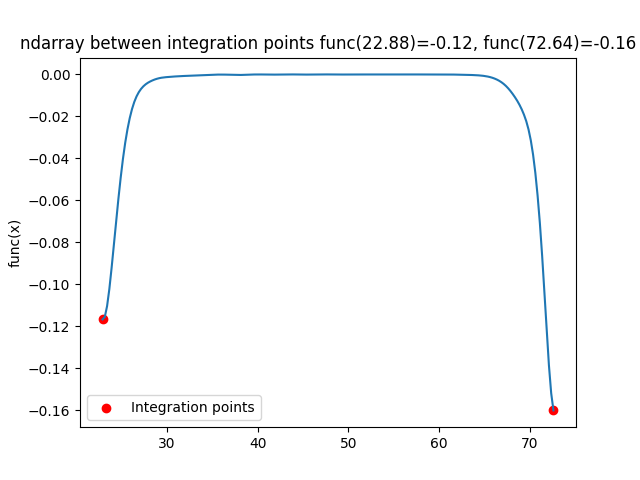 ndarray between integration points func(22.88)=-0.12, func(72.64)=-0.16
0.00
−0.02
−0.04
−0.06
−0.08
−0.10
−0.12
−0.14
−0.16
func(x)
Integration points
30 40 50 60 70